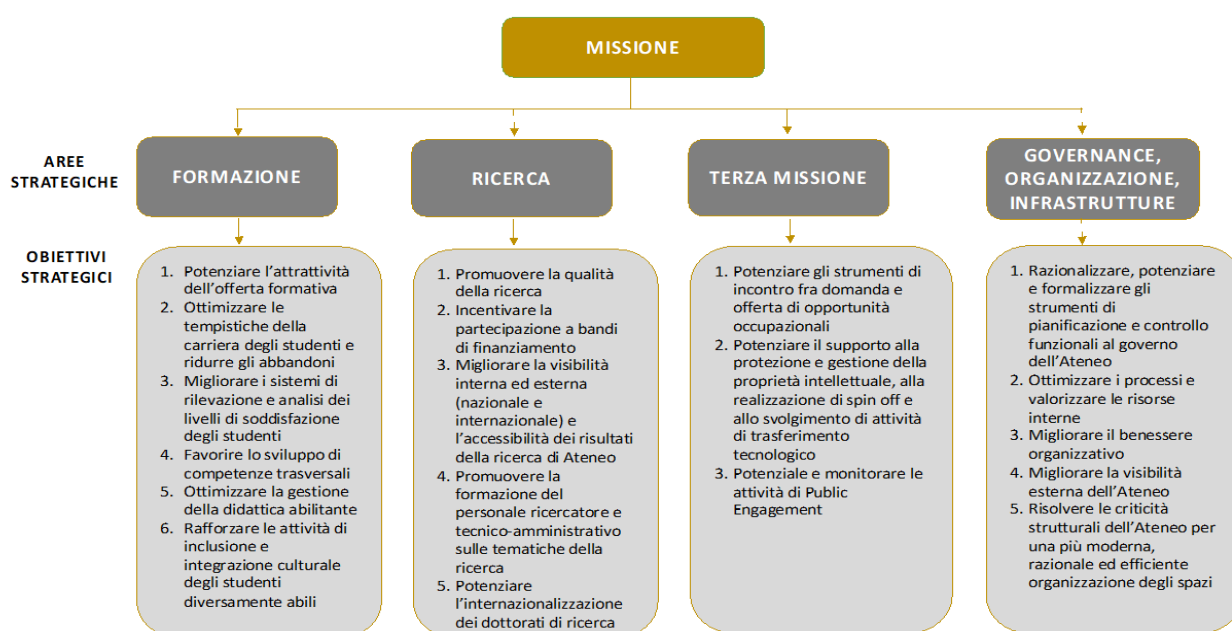 MISSIONE
AREE
STRATEGICHE
FORMAZIONE
RICERCA
TERZA MISSIONE
GOVERNANCE,
ORGANIZZAZIONE,
INFRASTRUTTURE
OBIETTIVI
STRATEGICI
1. Potenziare l'attrattività
dell'offerta formativa
2. Ottimizzare le
tempistiche della
carriera degli studenti e
ridurre gli abbandoni
3. Migliorare i sistemi di
rilevazione e analisi dei
livelli di soddisfazione
degli studenti
4. Favorire lo sviluppo di
competenze trasversali
5. Ottimizzare la gestione
della didattica abilitante
6. Rafforzare le attività di
inclusione e
integrazione culturale
degli studenti
diversamente abili
1. Promuovere la qualità
della ricerca
2. Incentivare la
partecipazione a bandi
di finanziamento
3. Migliorare la visibilità
interna ed esterna
(nazionale e
internazionale) e
l'accessibilità dei risultati
della ricerca di Ateneo
4. Promuovere la
formazione del
personale ricercatore e
tecnico-amministrativo
sulle tematiche della
ricerca
5. Potenziare
l'internazionalizzazione
dei dottorati di ricerca
1. Potenziare gli strumenti di
incontro fra domanda e
offerta di opportunità
occupazionali
2. Potenziare il supporto alla
protezione e gestione della
proprietà intellettuale, alla
realizzazione di spin off e
allo svolgimento di attività
di trasferimento
tecnologico
3. Potenziale e monitorare le
attività di Public
Engagement
1. Razionalizzare, potenziare
e formalizzare gli
strumenti di
pianificazione e controllo
funzionali al governo
dell'Ateneo
2. Ottimizzare i processi e
valorizzare le risorse
interne
3. Migliorare il benessere
organizzativo
4. Migliorare la visibilità
esterna dell'Ateneo
5. Risolvere le criticità
strutturali dell'Ateneo per
una più moderna,
razionale ed efficiente
organizzazione degli spazi